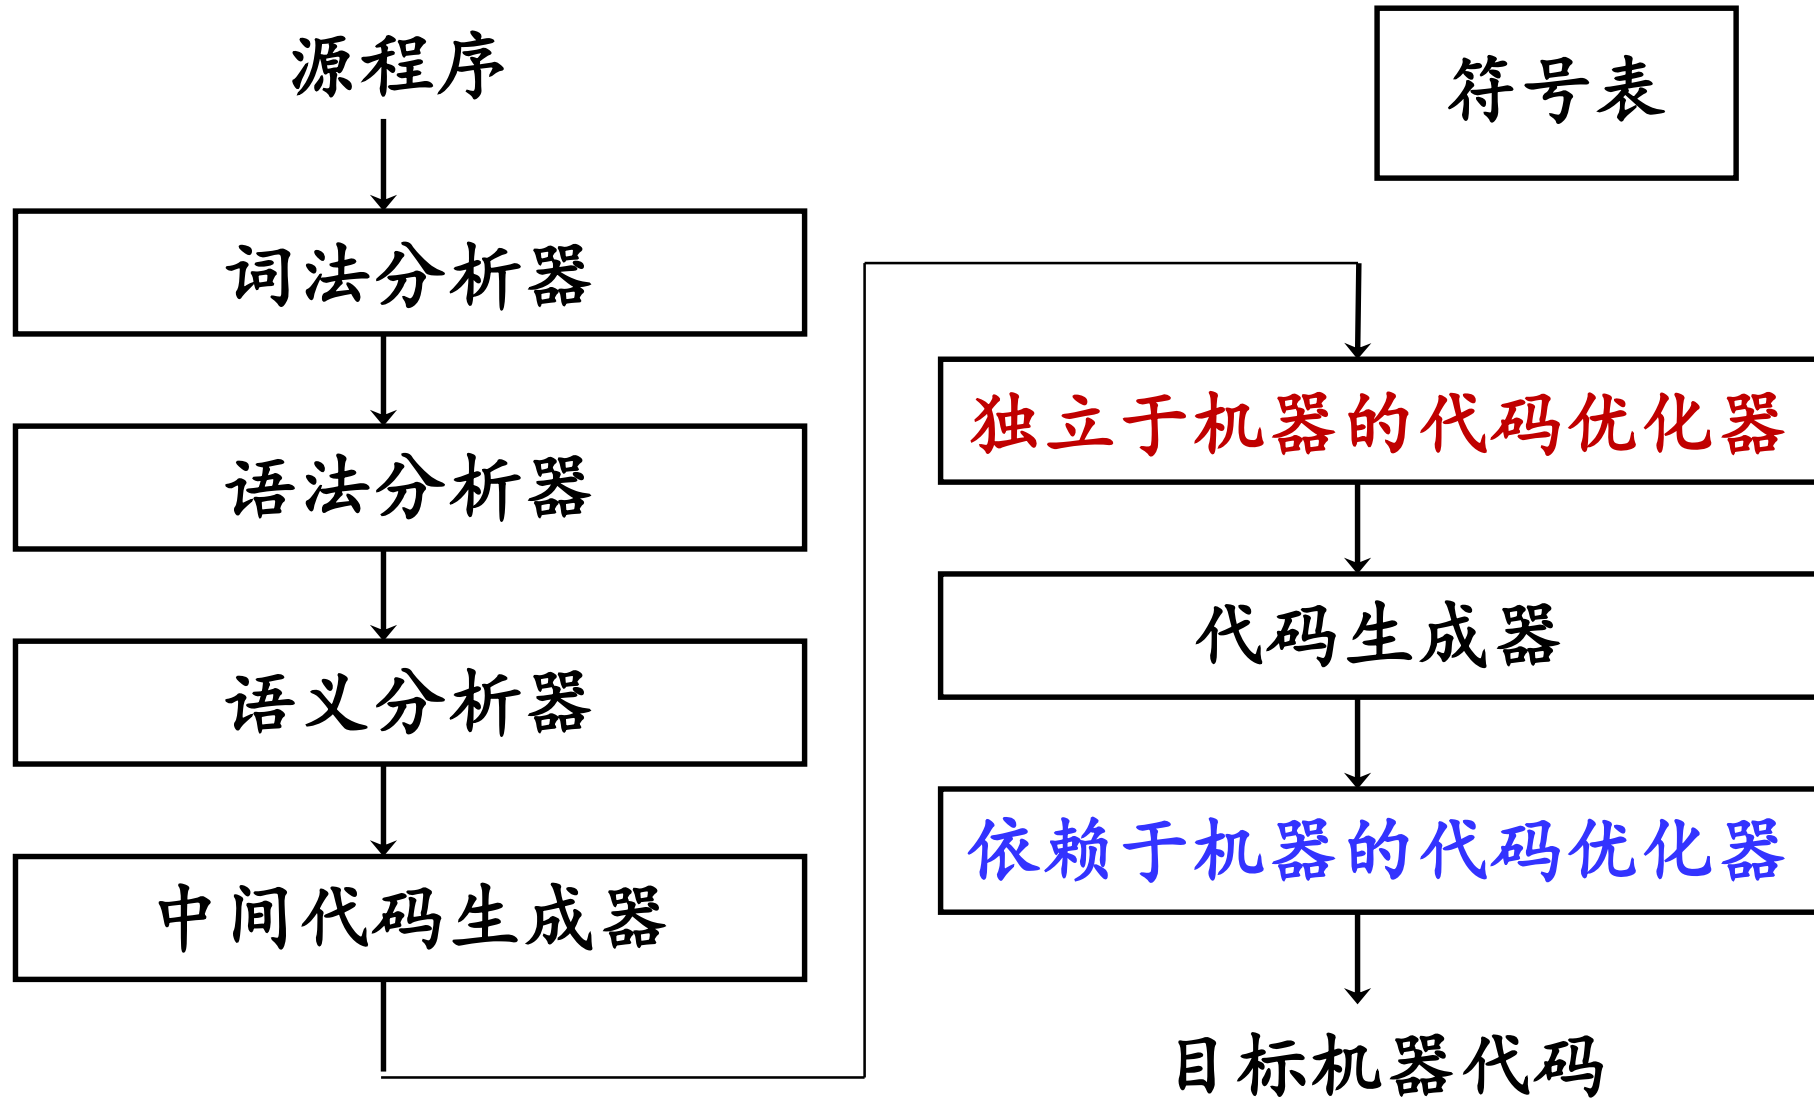 源程序
词法分析器
语法分析器
语义分析器
中间代码生成器
符号表
独立于机器的代码优化器
代码生成器
依赖于机器的代码优化器
目标机器代码